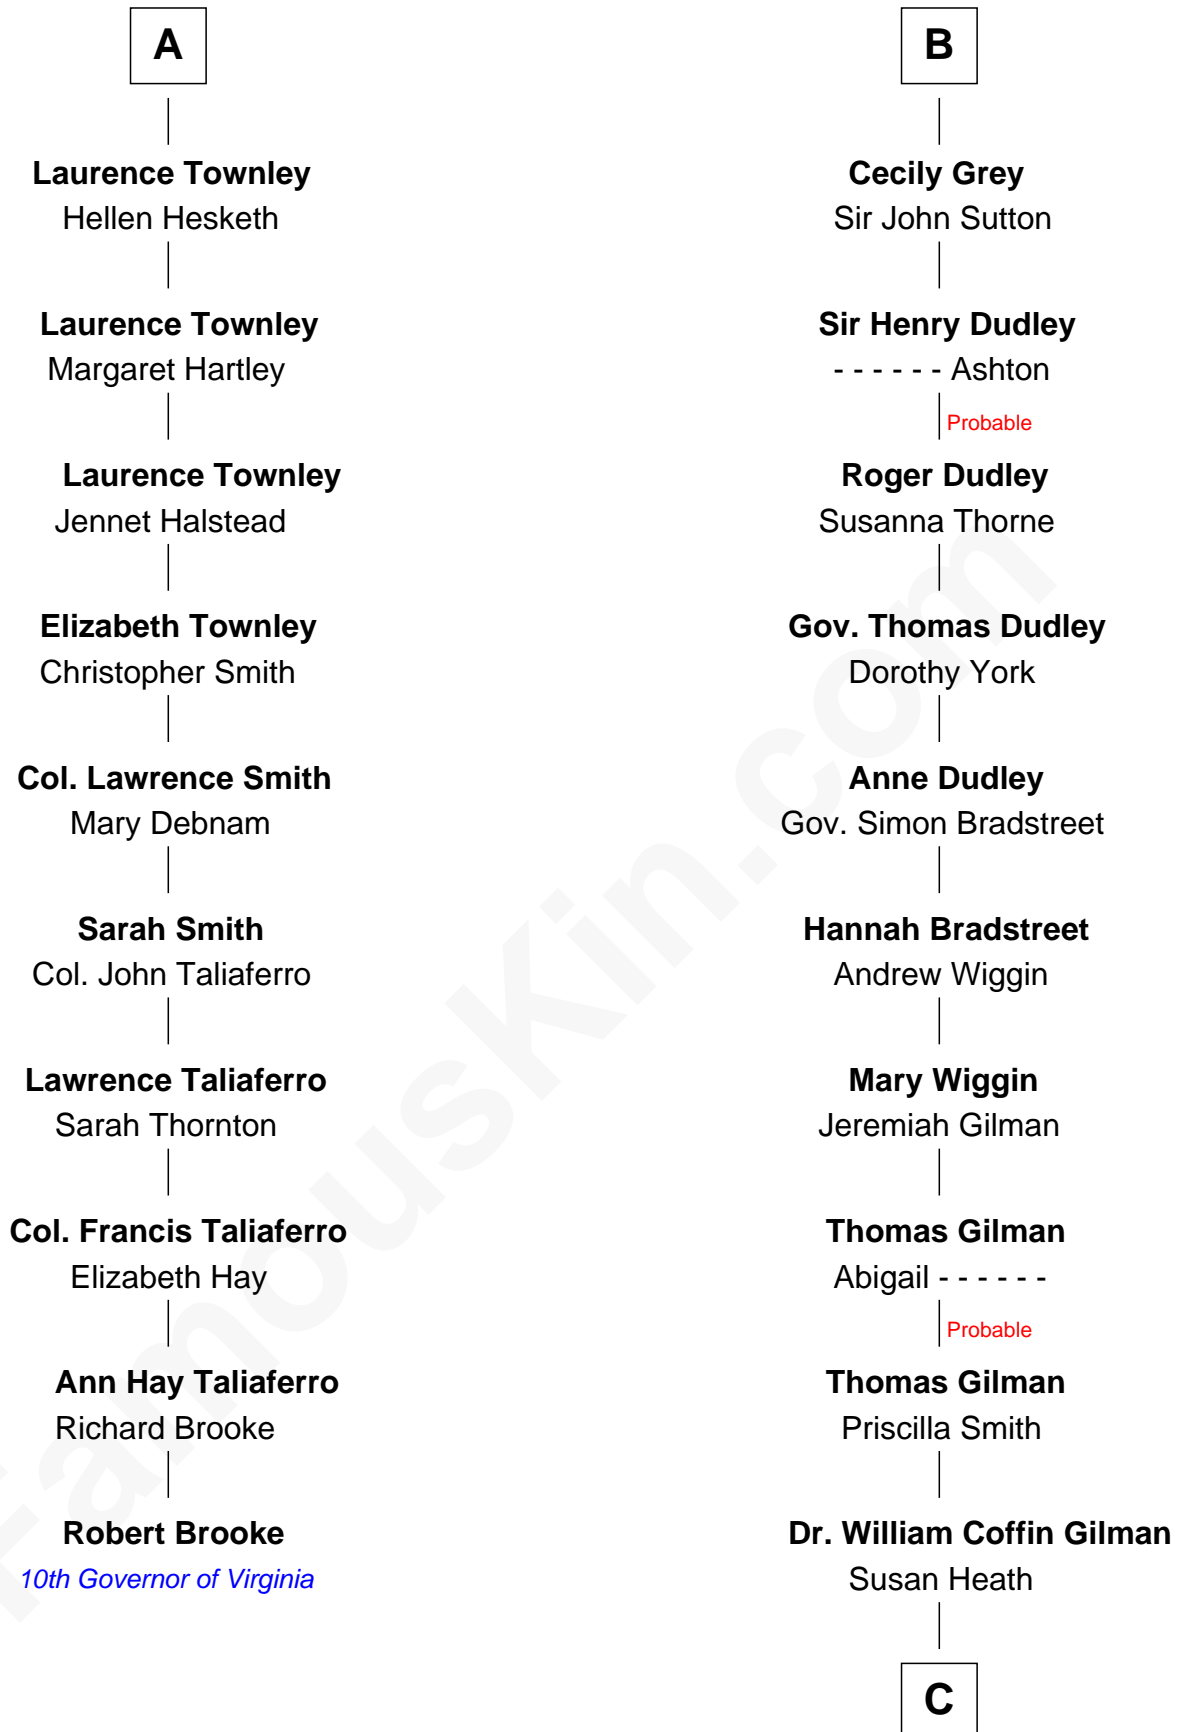 A
Laurence Townley
Hellen Hesketh
Laurence Townley
Margaret Hartley
Laurence Townley
Jennet Halstead
Elizabeth Townley
Christopher Smith
Col. Lawrence Smith
Mary Debnam
Sarah Smith
Col. John Taliaferro
Lawrence Taliaferro
Sarah Thornton
Col. Francis Taliaferro
Elizabeth Hay
Ann Hay Taliaferro
Richard Brooke
Robert Brooke
10th Governor of Virginia
B
Cecily Grey
Sir John Sutton
Sir Henry Dudley
- - - - - - Ashton
Probable
Roger Dudley
Susanna Thorne
Gov. Thomas Dudley
Dorothy York
Anne Dudley
Gov. Simon Bradstreet
Hannah Bradstreet
Andrew Wiggin
Mary Wiggin
Jeremiah Gilman
Thomas Gilman
Abigail - - - - - -
Probable
Thomas Gilman
Priscilla Smith
Dr. William Coffin Gilman
Susan Heath
C
FamousKin.com